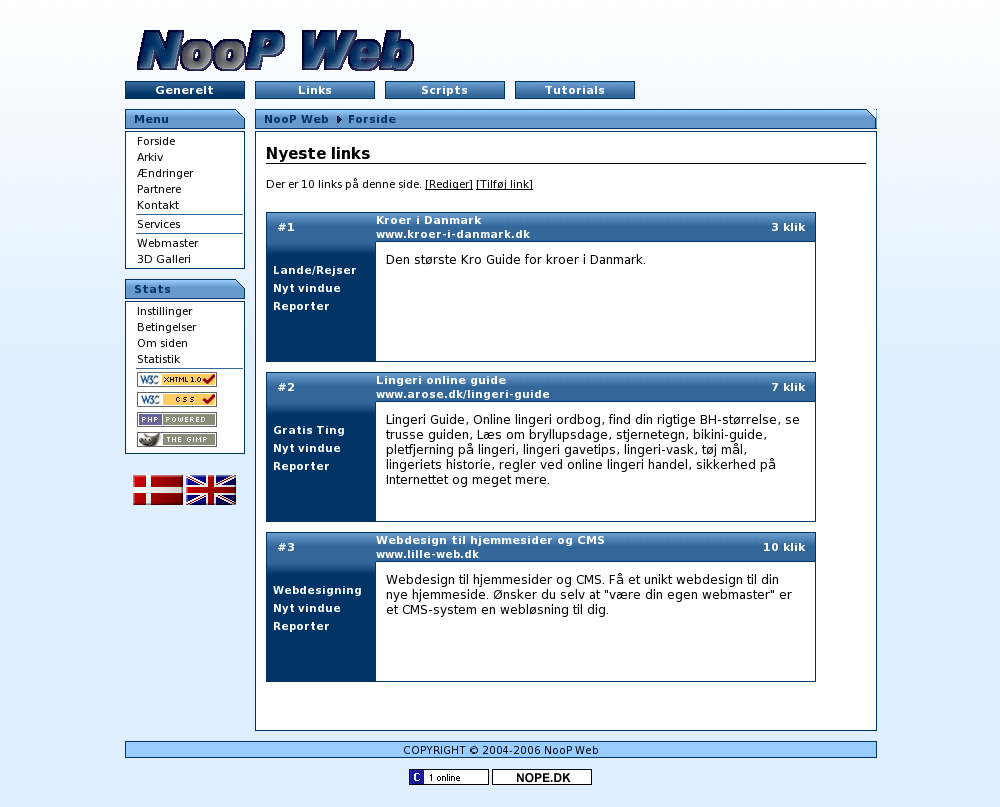 NooP Web
Generelt
Links
Scripts
Tutorials
Menu
Forside
Arkiv
Ændringer
Partnere
Kontakt
Services
Webmaster
3D Galleri
Stats
Instillinger
Betingelser
Om siden
Statistik
W3C XHTML 1.0
W3C CSS
PHP POWERED
THE GIMP
NooP Web Forside
Nyeste links
Der er 10 links på denne side. [Rediger] [Tilføj link]
#1
Kroer i Danmark
www.kroer-i-danmark.dk
3 klik
Lande/Rejser
Nyt vindue
Reporter
Den største Kro Guide for kroer i Danmark.
#2
Lingeri online guide
www.arose.dk/lingeri-guide
7 klik
Gratis Ting
Nyt vindue
Reporter
Lingeri Guide, Online lingeri ordbog, find din rigtige BH-størrelse, se
trusse guiden, Læs om bryllupsdage, stjernetegn, bikini-guide,
pletfjerning på lingeri, lingeri gavetips, lingeri-vask, tøj mål,
lingeriets historie, regler ved online lingeri handel, sikkerhed på
Internettet og meget mere.
#3
Webdesign til hjemmesider og CMS
www.lille-web.dk
10 klik
Webdesigning
Nyt vindue
Reporter
Webdesign til hjemmesider og CMS. Få et unikt webdesign til din
nye hjemmeside. Ønsker du selv at "være din egen webmaster" er
et CMS-system en webløsning til dig.
COPYRIGHT © 2004-2006 NooP Web
C 1 online
NOPE.DK